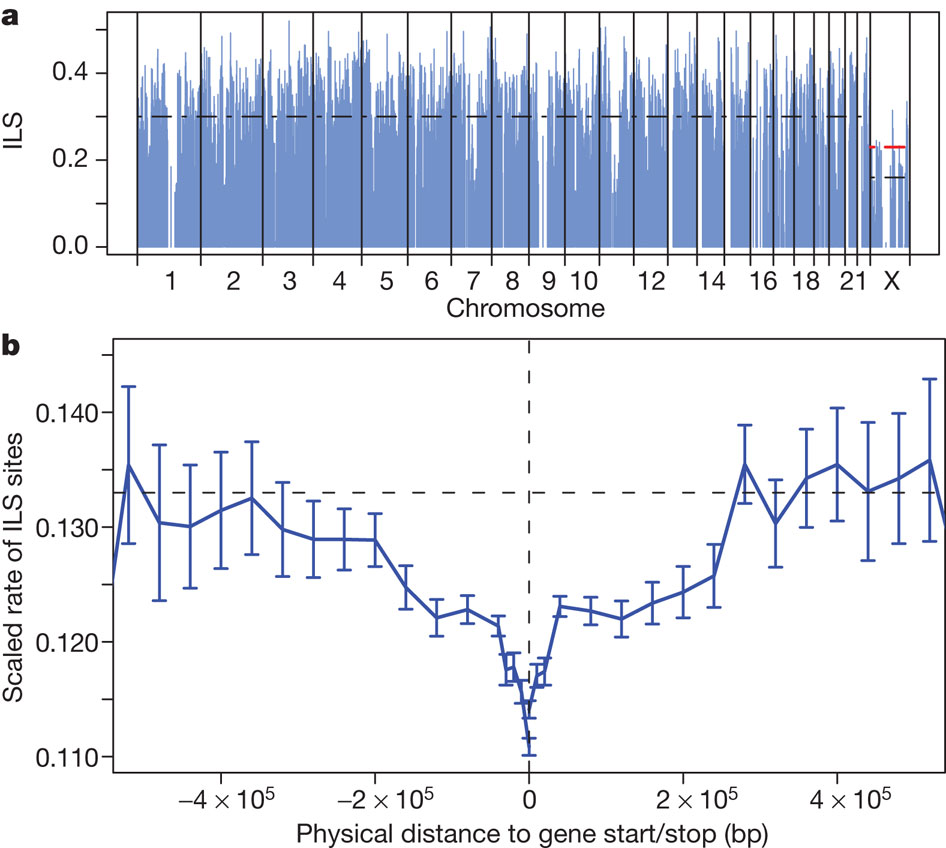 a
ILS
0.4
0.2
0.0
1 2 3 4 5 6 7 8 9 10 12 14 16 18 21 X
Chromosome
b
Scaled rate of ILS sites
0.140
0.130
0.120
0.110
−4 × 10⁵ −2 × 10⁵ 0 2 × 10⁵ 4 × 10⁵
Physical distance to gene start/stop (bp)